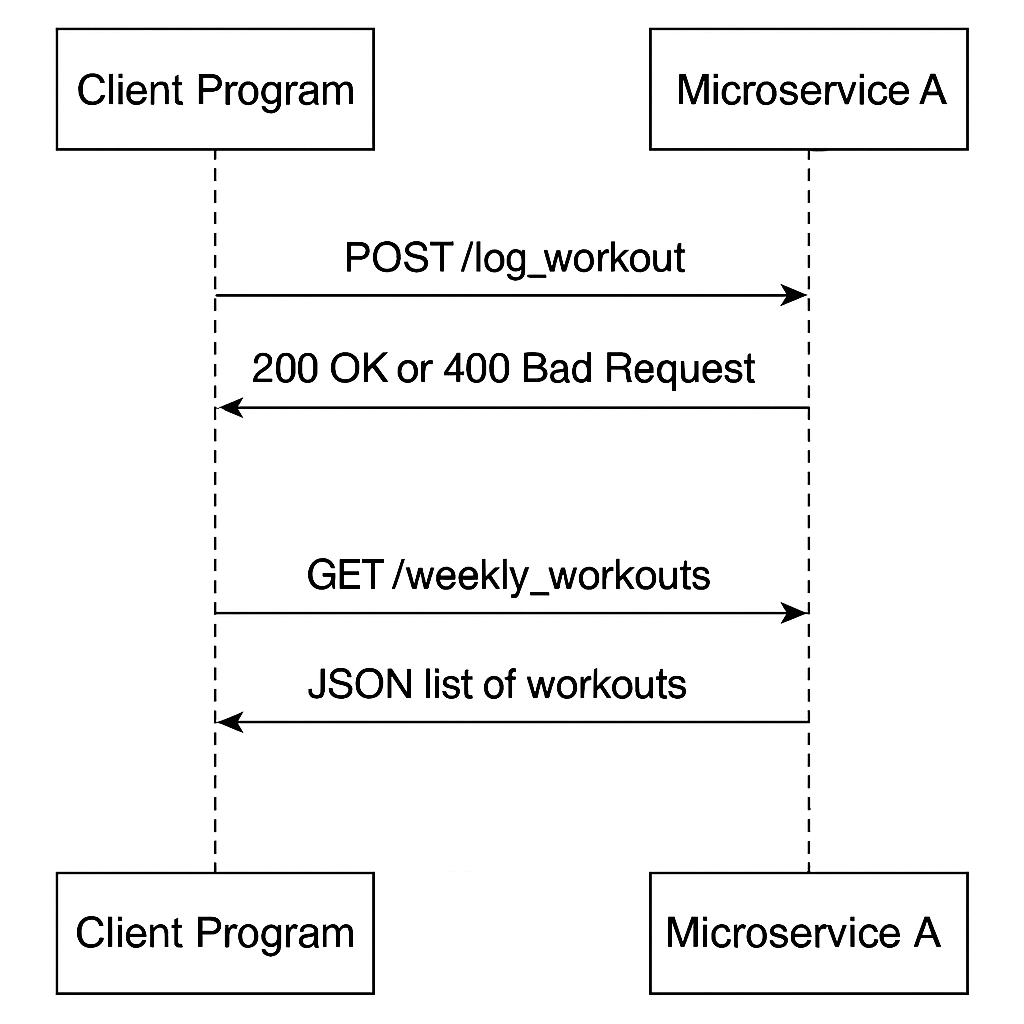 Client Program
Microservice A
POST /log_workout
200 OK or 400 Bad Request
GET /weekly_workouts
JSON list of workouts
Client Program
Microservice A